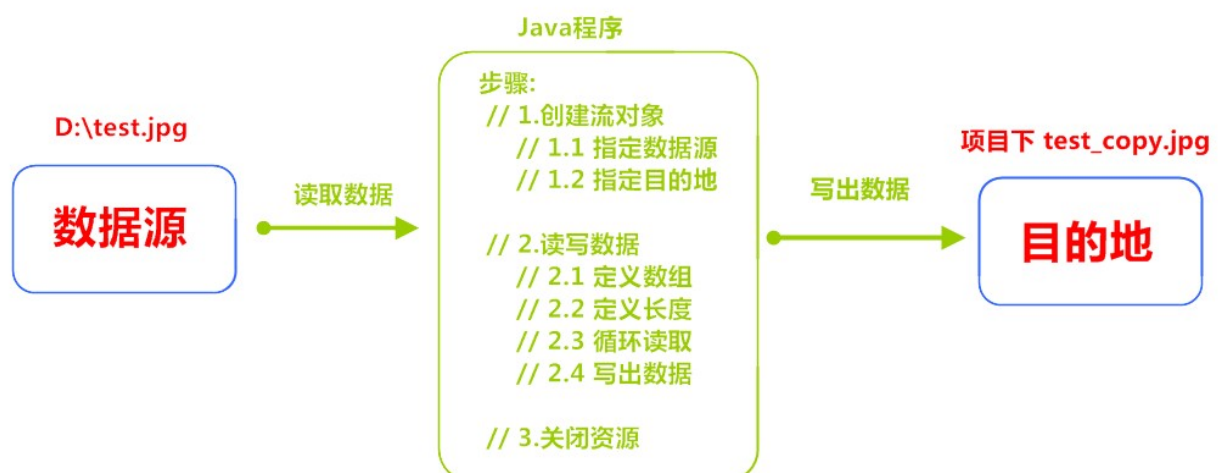 Java程序
D:\test.jpg
数据源
读取数据
步骤:
// 1.创建流对象
// 1.1 指定数据源
// 1.2 指定目的地
// 2.读写数据
// 2.1 定义数组
// 2.2 定义长度
// 2.3 循环读取
// 2.4 写出数据
// 3.关闭资源
写出数据
项目下 test_copy.jpg
目的地